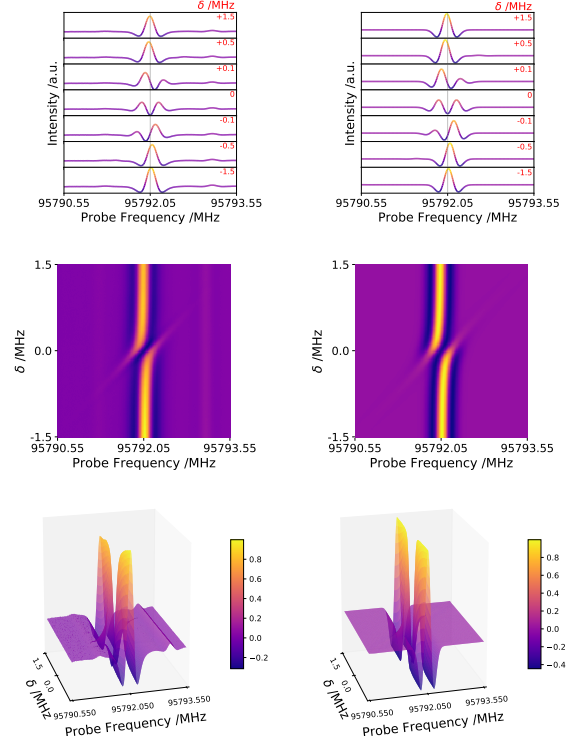 δ /MHz
+1.5
+0.5
+0.1
0
-0.1
-0.5
-1.5
Intensity /a.u.
95790.55 95792.05 95793.55
Probe Frequency /MHz
δ /MHz
+1.5
+0.5
+0.1
0
-0.1
-0.5
-1.5
Intensity /a.u.
95790.55 95792.05 95793.55
Probe Frequency /MHz
1.5
0.0
-1.5
δ /MHz
95790.55 95792.05 95793.55
Probe Frequency /MHz
1.5
0.0
-1.5
δ /MHz
95790.55 95792.05 95793.55
Probe Frequency /MHz
1.5
0.0
δ /MHz
95790.550 95792.050 95793.550
Probe Frequency /MHz
0.8
0.6
0.4
0.2
0.0
−0.2
1.5
0.0
δ /MHz
95790.550 95792.050 95793.550
Probe Frequency /MHz
0.8
0.6
0.4
0.2
0.0
−0.2
−0.4